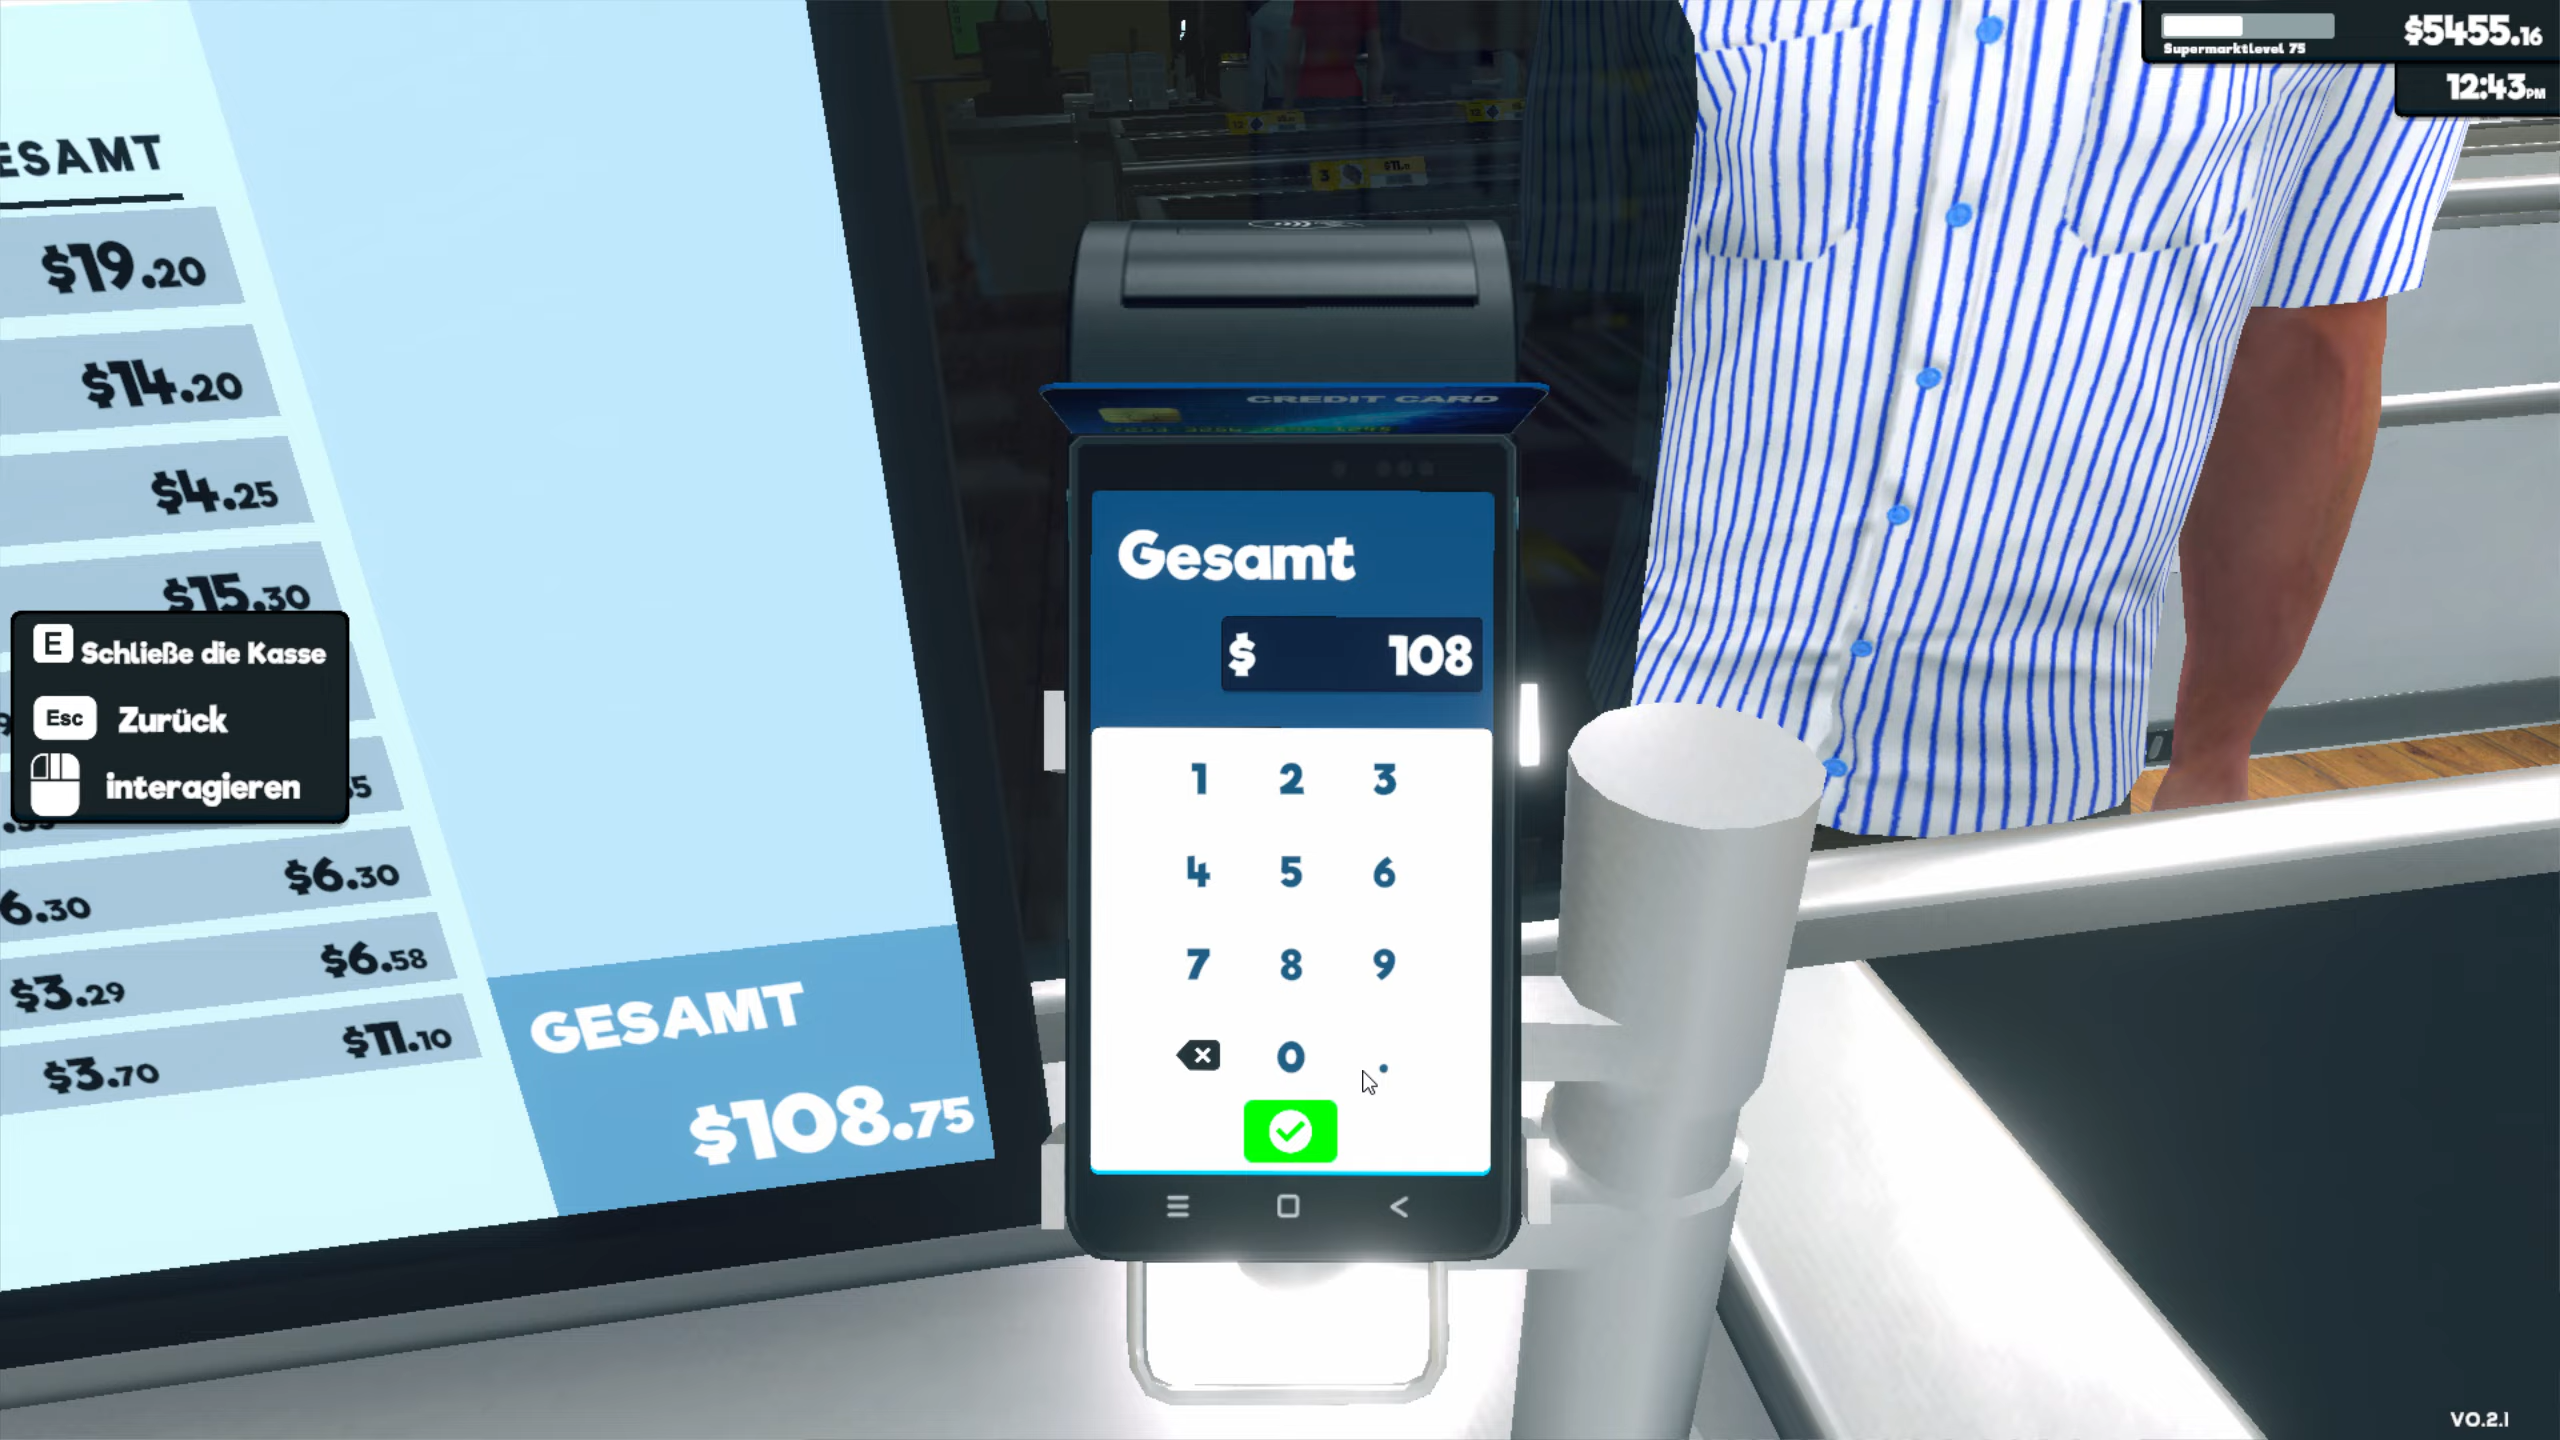 $5455.16
Supermarktlevel 75
12:43PM
ESAMT
$19.20
$14.20
$4.25
$15.30
E Schließe die Kasse
Esc Zurück
interagieren
6.30 $6.30
$3.29 $6.58
$3.70 $11.10
GESAMT
$108.75
CREDIT CARD
Gesamt
$ 108
1 2 3
4 5 6
7 8 9
0 .
V0.2.1